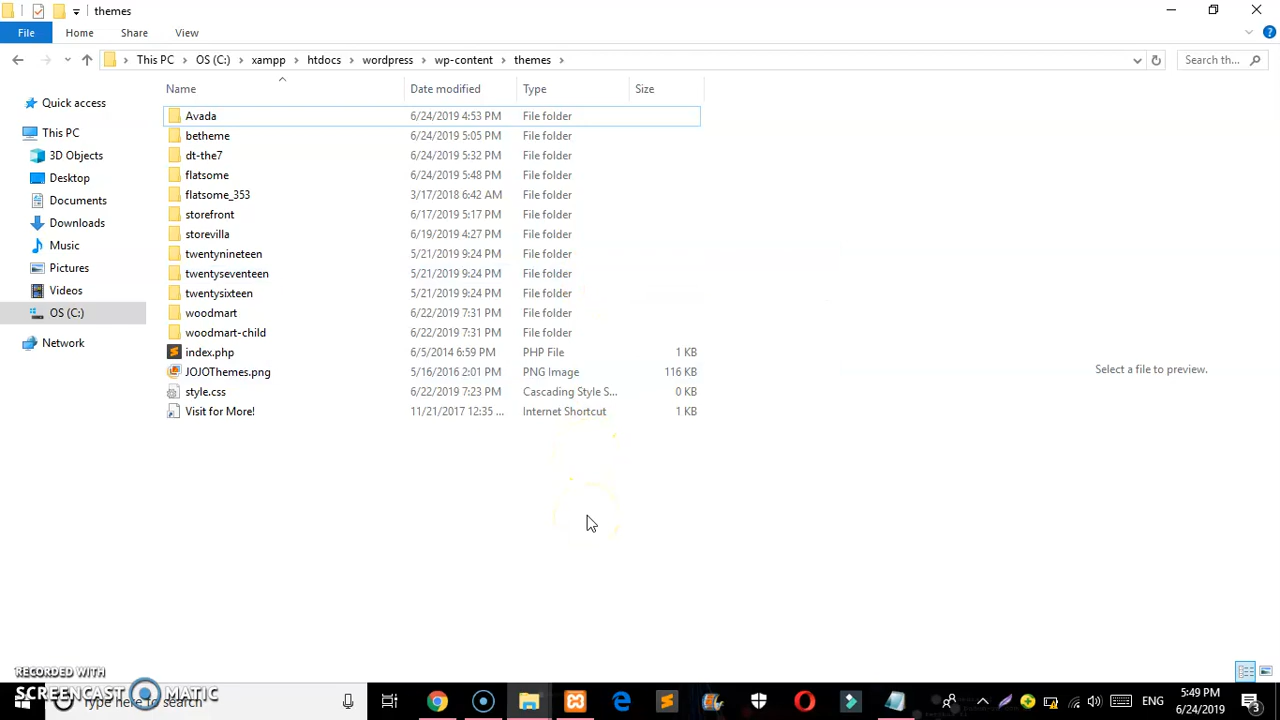 themes
File Home Share View
This PC OS (C:) xampp htdocs wordpress wp-content themes Search th...
Name Date modified Type Size
Quick access
This PC
3D Objects
Desktop
Documents
Downloads
Music
Pictures
Videos
OS (C:)
Network
Avada 6/24/2019 4:53 PM File folder
betheme 6/24/2019 5:05 PM File folder
dt-the7 6/24/2019 5:32 PM File folder
flatsome 6/24/2019 5:48 PM File folder
flatsome_353 3/17/2018 6:42 AM File folder
storefront 6/17/2019 5:17 PM File folder
storevilla 6/19/2019 4:27 PM File folder
twentynineteen 5/21/2019 9:24 PM File folder
twentyseventeen 5/21/2019 9:24 PM File folder
twentysixteen 5/21/2019 9:24 PM File folder
woodmart 6/22/2019 7:31 PM File folder
woodmart-child 6/22/2019 7:31 PM File folder
index.php 6/5/2014 6:59 PM PHP File 1 KB
JOJOThemes.png 5/16/2016 2:01 PM PNG Image 116 KB
style.css 6/22/2019 7:23 PM Cascading Style S... 0 KB
Visit for More! 11/21/2017 12:35 ... Internet Shortcut 1 KB
Select a file to preview.
RECORDED WITH
SCREENCAST MATIC
Type here to search
ENG
5:49 PM
6/24/2019
3